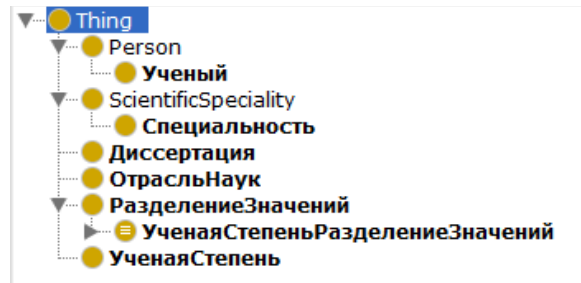 Thing
Person
Ученый
ScientificSpeciality
Специальность
Диссертация
ОтрасльНаук
РазделениеЗначений
УченаяСтепеньРазделениеЗначений
УченаяСтепень